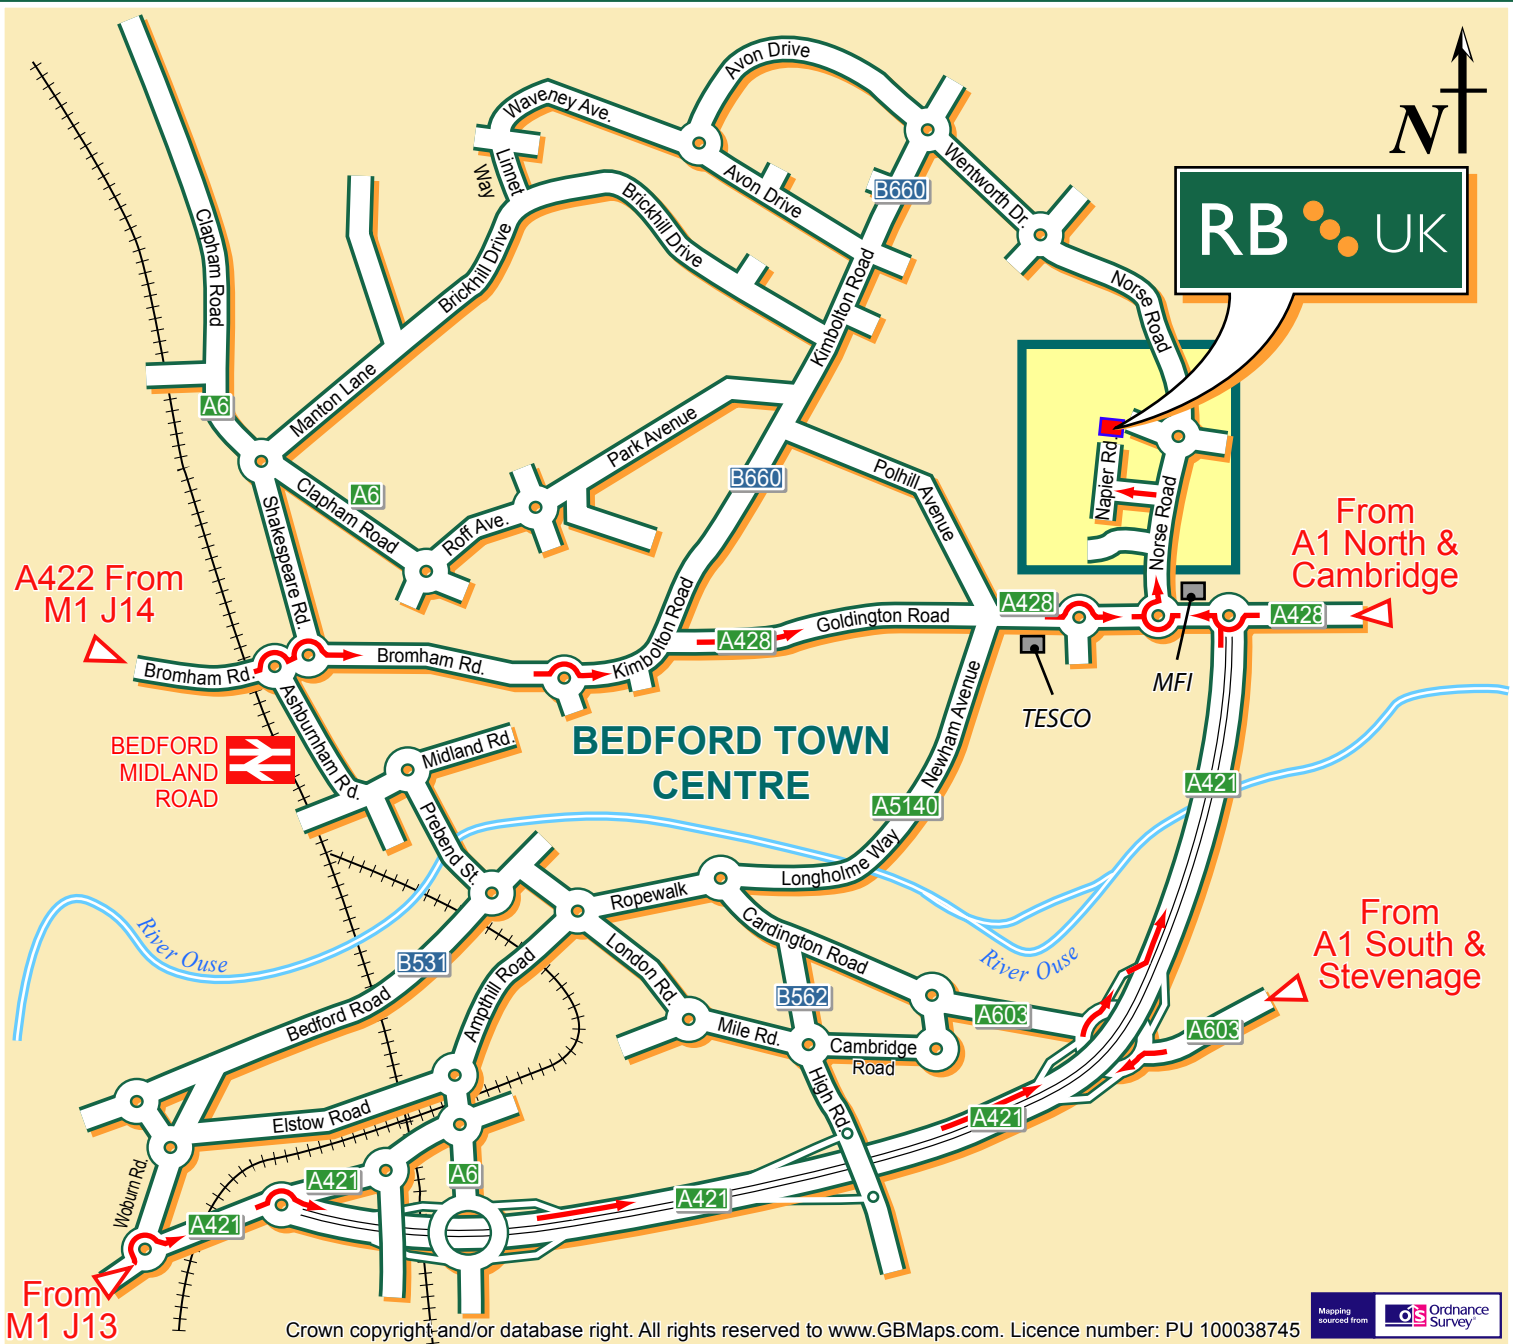 Avon Drive
Waveney Ave.
Linnet
Way
Avon Drive
Wentworth Dr.
B660
N
RB UK
Clapham Road
Brickhill Drive
Brickhill Drive
Kimbolton Road
Norse Road
A6
Manton Lane
Park Avenue
B660
Polhill Avenue
Napier Rd.
Norse Road
A6
Clapham Road
Roff Ave.
Shakespeare Rd.
From
A1 North &
Cambridge
A422 From
M1 J14
Bromham Rd.
Bromham Rd.
Kimbolton Road
A428
Goldington Road
A428
A428
MFI
TESCO
Ashburnham Rd.
BEDFORD
MIDLAND
ROAD
Midland Rd.
BEDFORD TOWN
CENTRE
Newham Avenue
A5140
A421
Prebend St.
Longholme Way
Ropewalk
River Ouse
River Ouse
Cardington Road
London Rd.
B531
Ampthill Road
Bedford Road
B562
A603
From
A1 South &
Stevenage
A603
Mile Rd.
Cambridge
Road
High Rd.
Elstow Road
A421
Woburn Rd.
A421
A6
A421
A421
From
M1 J13
Crown copyright and/or database right. All rights reserved to www.GBMaps.com. Licence number: PU 100038745
Mapping
sourced from
OS
Ordnance
Survey®